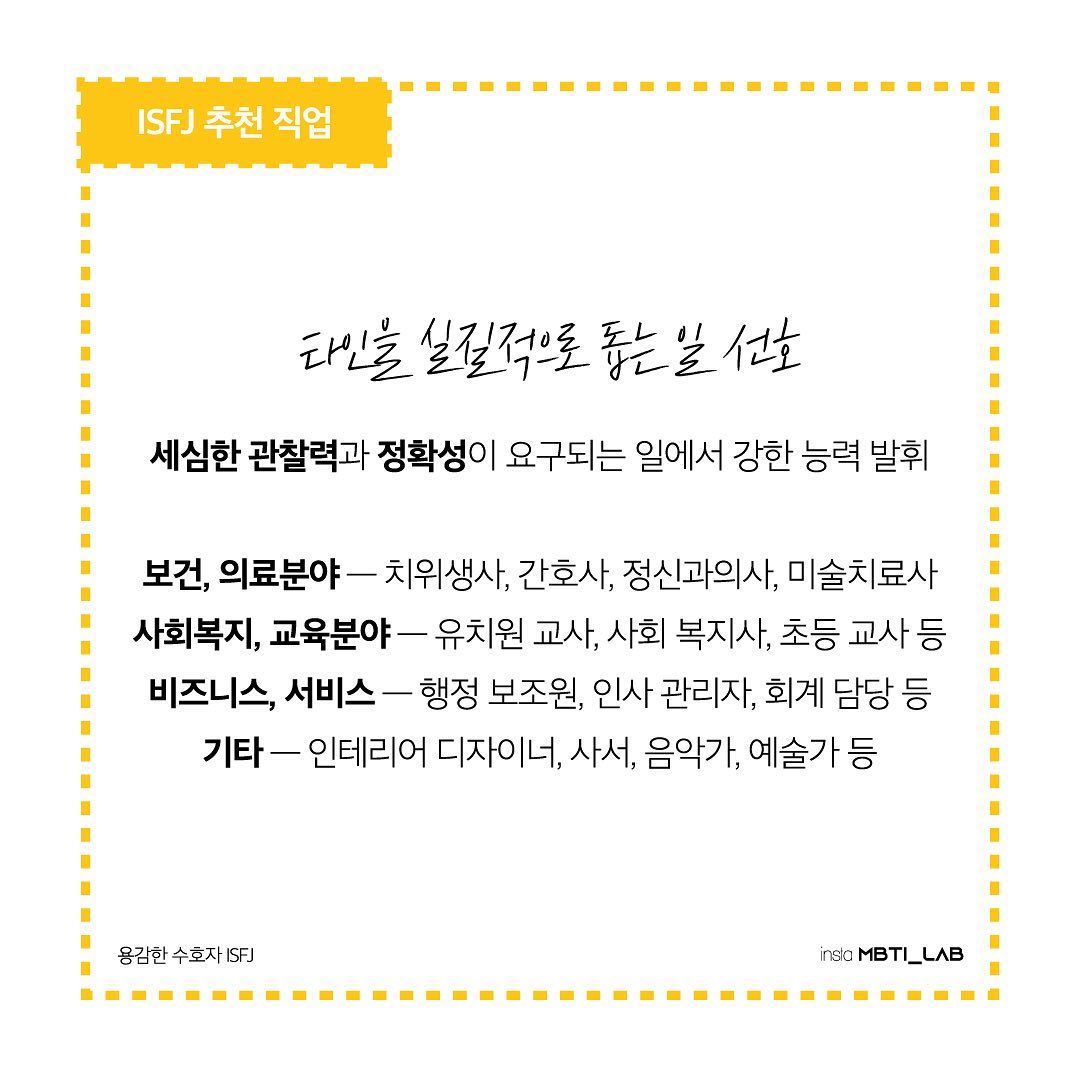 ISFJ 추천 직업
타인을 실질적으로 돕는 일 선호
세심한 관찰력과 정확성이 요구되는 일에서 강한 능력 발휘
보건, 의료분야 — 치위생사, 간호사, 정신과의사, 미술치료사
사회복지, 교육분야 — 유치원 교사, 사회 복지사, 초등 교사 등
비즈니스, 서비스 — 행정 보조원, 인사 관리자, 회계 담당 등
기타 — 인테리어 디자이너, 사서, 음악가, 예술가 등
용감한 수호자 ISFJ
insta MBTI_LAB